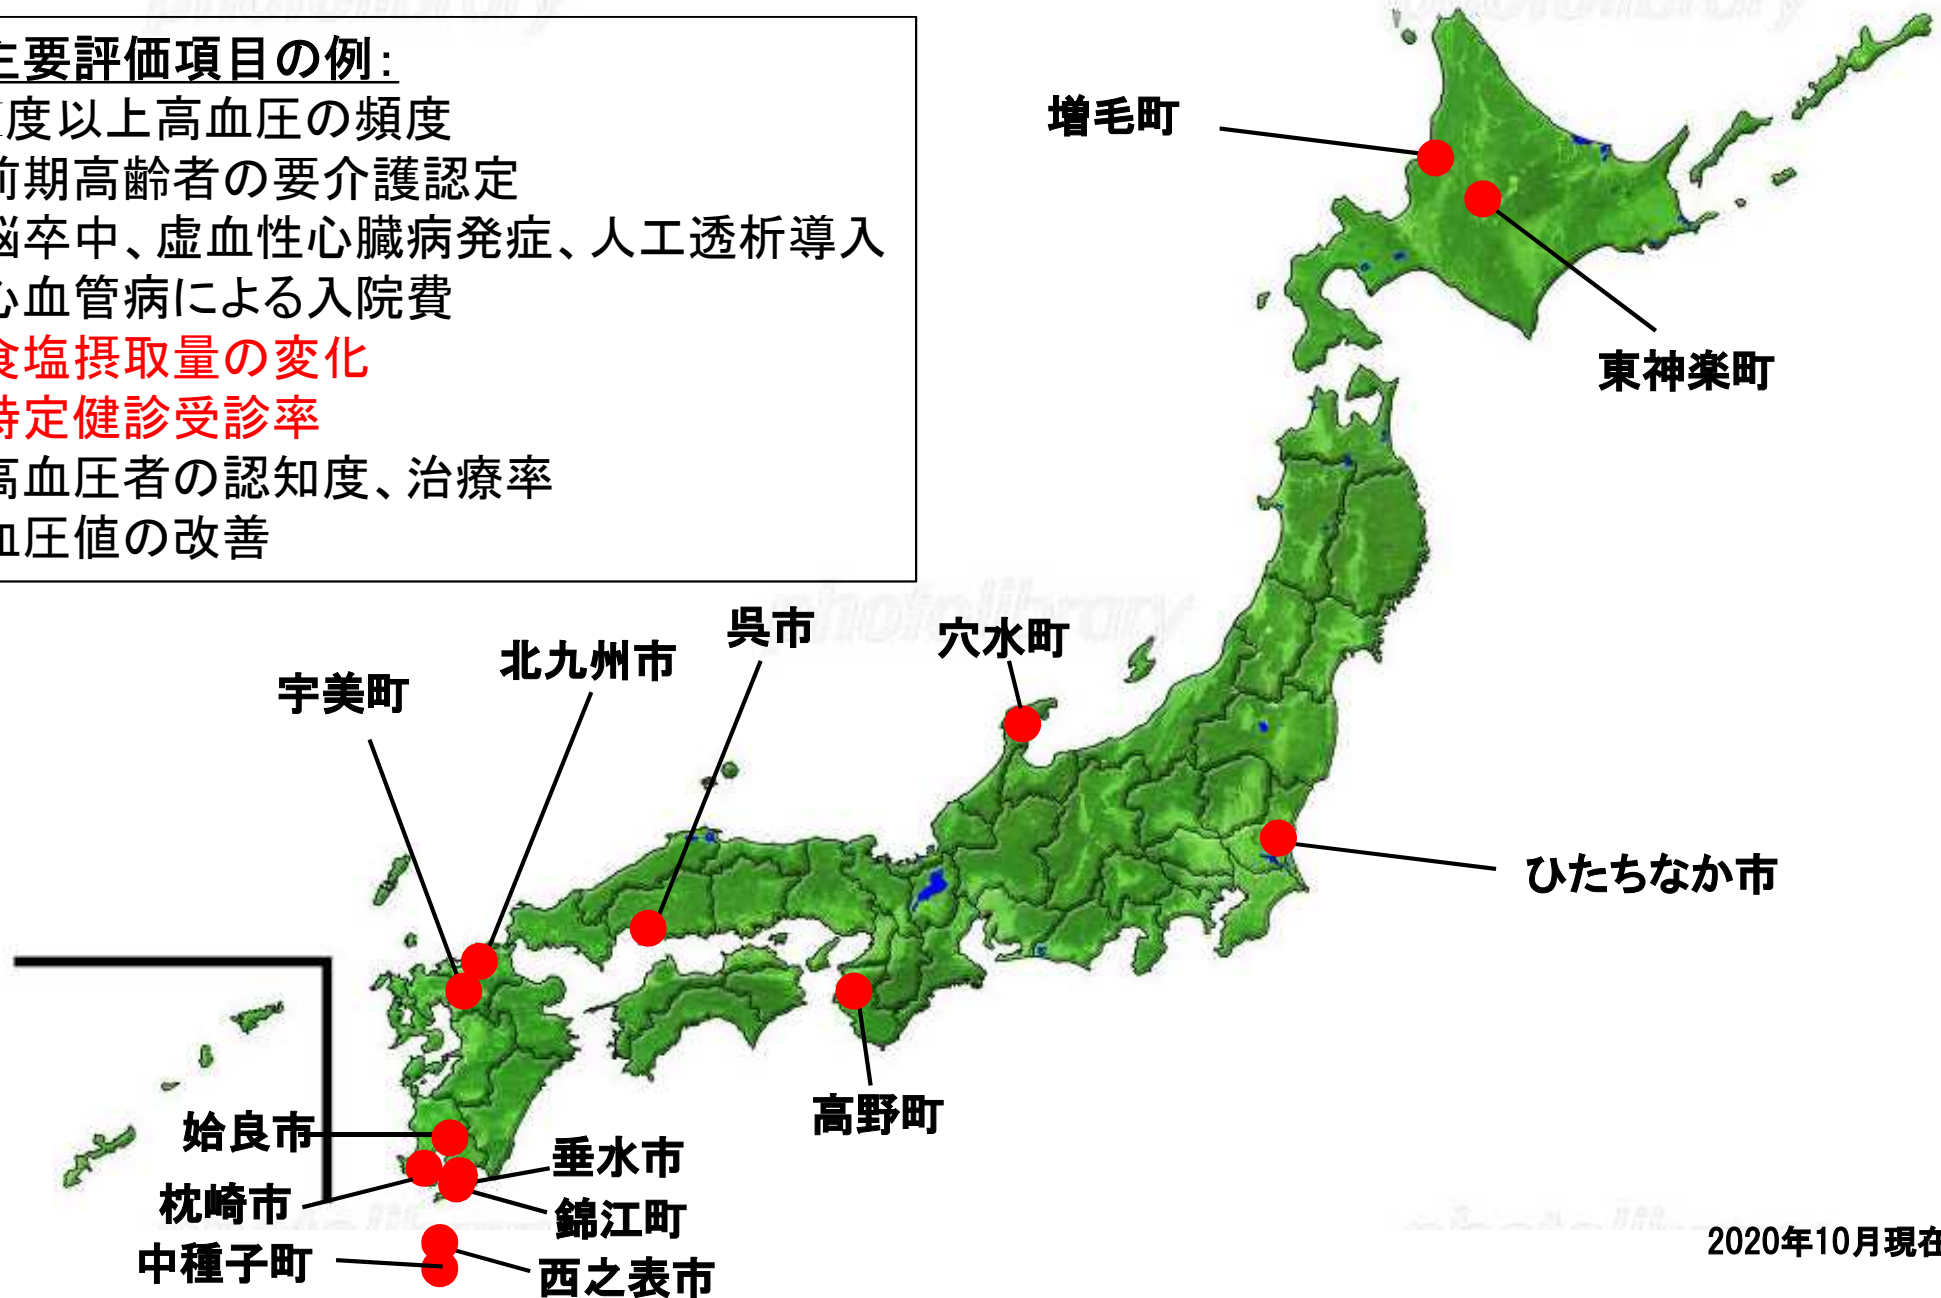 主要評価項目の例:
度以上高血圧の頻度
前期高齢者の要介護認定
脳卒中、虚血性心臓病発症、人工透析導入
心血管病による入院費
食塩摂取量の変化
特定健診受診率
高血圧者の認知度、治療率
血圧値の改善
増毛町
東神楽町
呉市
穴水町
北九州市
宇美町
ひたちなか市
高野町
姶良市
垂水市
枕崎市
錦江町
中種子町
西之表市
2020年10月現在
photolibrary